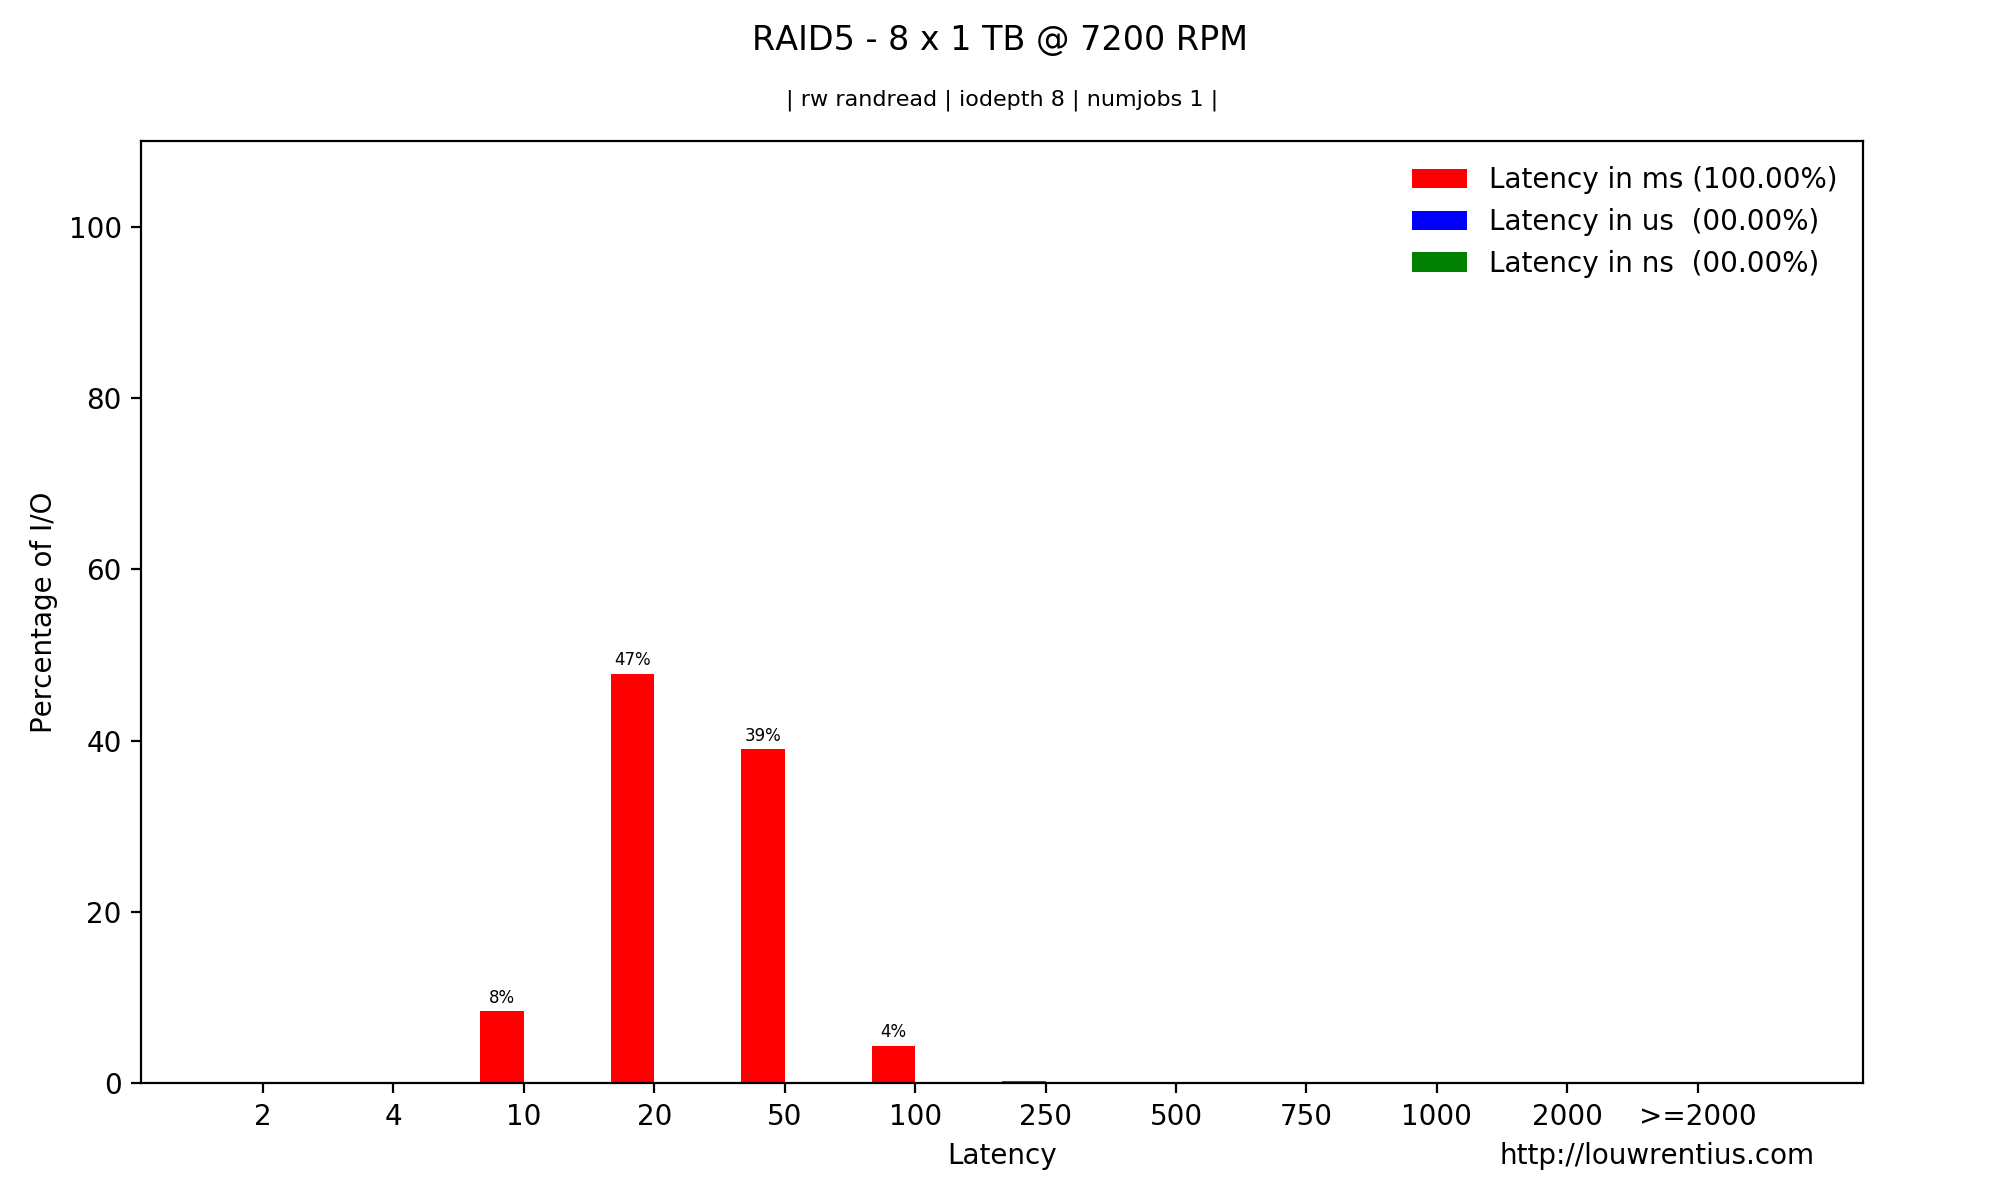 RAID5 - 8 x 1 TB @ 7200 RPM
| rw randread | iodepth 8 | numjobs 1 |
Latency in ms (100.00%)
Latency in us  (00.00%)
Latency in ns  (00.00%)
100
80
60
40
20
0
Percentage of I/O
8%
47%
39%
4%
2 4 10 20 50 100 250 500 750 1000 2000 >=2000
Latency
http://louwrentius.com